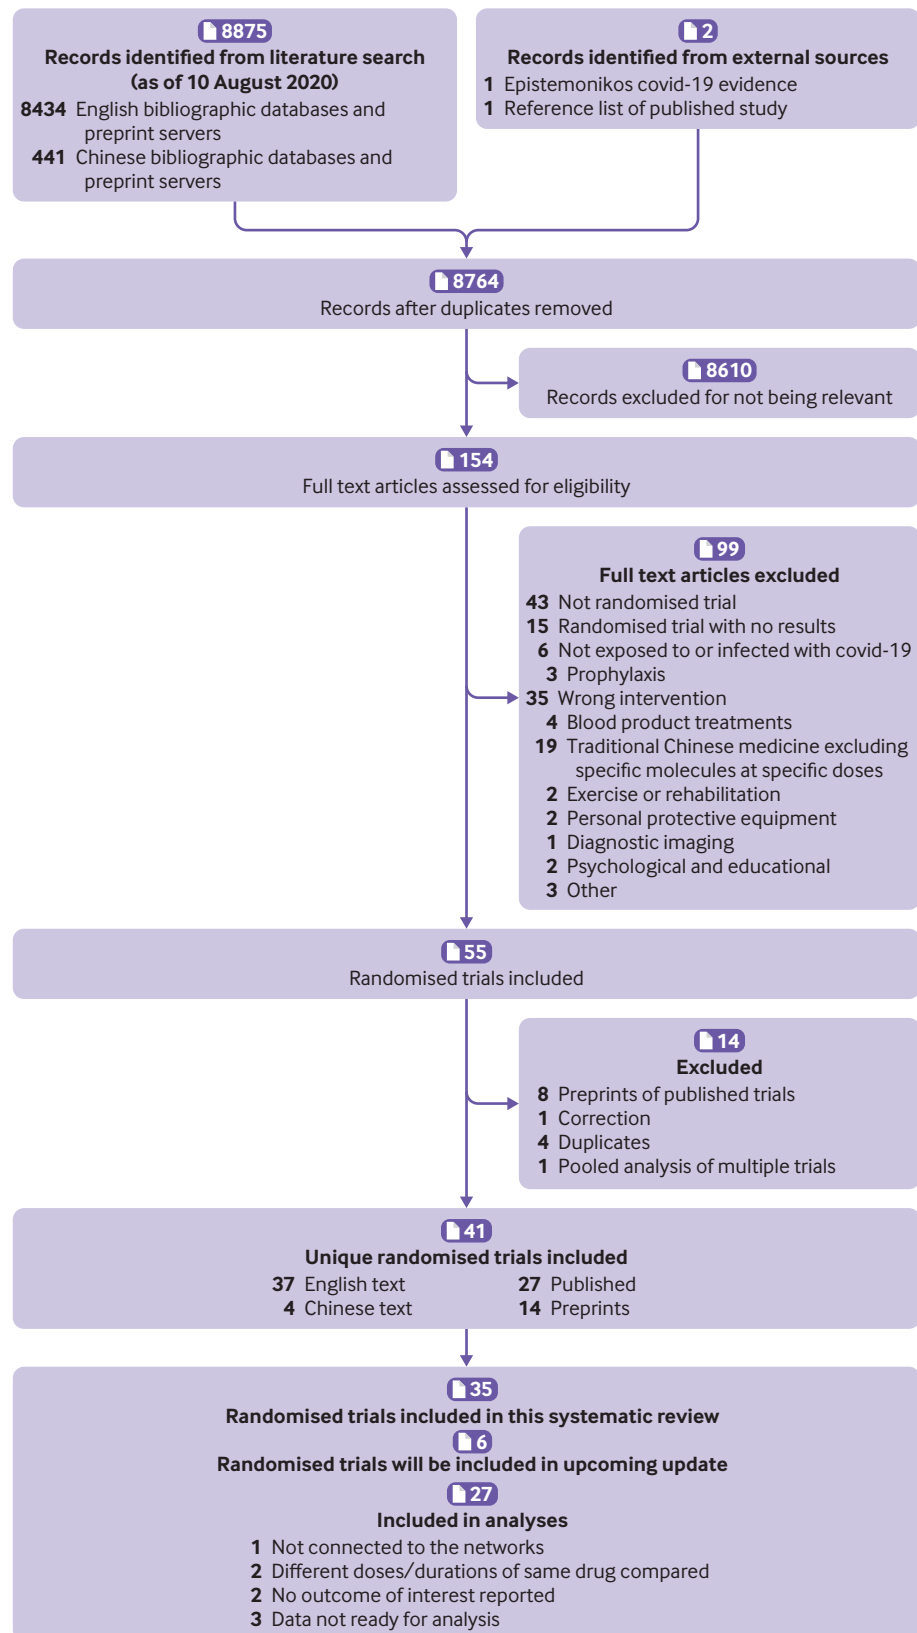 8875
Records identified from literature search
(as of 10 August 2020)
8434 English bibliographic databases and
preprint servers
441 Chinese bibliographic databases and
preprint servers
2
Records identified from external sources
1 Epistemonikos covid-19 evidence
1 Reference list of published study
8764
Records after duplicates removed
8610
Records excluded for not being relevant
154
Full text articles assessed for eligibility
99
Full text articles excluded
43 Not randomised trial
15 Randomised trial with no results
6 Not exposed to or infected with covid-19
3 Prophylaxis
35 Wrong intervention
4 Blood product treatments
19 Traditional Chinese medicine excluding
specific molecules at specific doses
2 Exercise or rehabilitation
2 Personal protective equipment
1 Diagnostic imaging
2 Psychological and educational
3 Other
55
Randomised trials included
14
Excluded
8 Preprints of published trials
1 Correction
4 Duplicates
1 Pooled analysis of multiple trials
41
Unique randomised trials included
37 English text 27 Published
4 Chinese text 14 Preprints
35
Randomised trials included in this systematic review
6
Randomised trials will be included in upcoming update
27
Included in analyses
1 Not connected to the networks
2 Different doses/durations of same drug compared
2 No outcome of interest reported
3 Data not ready for analysis